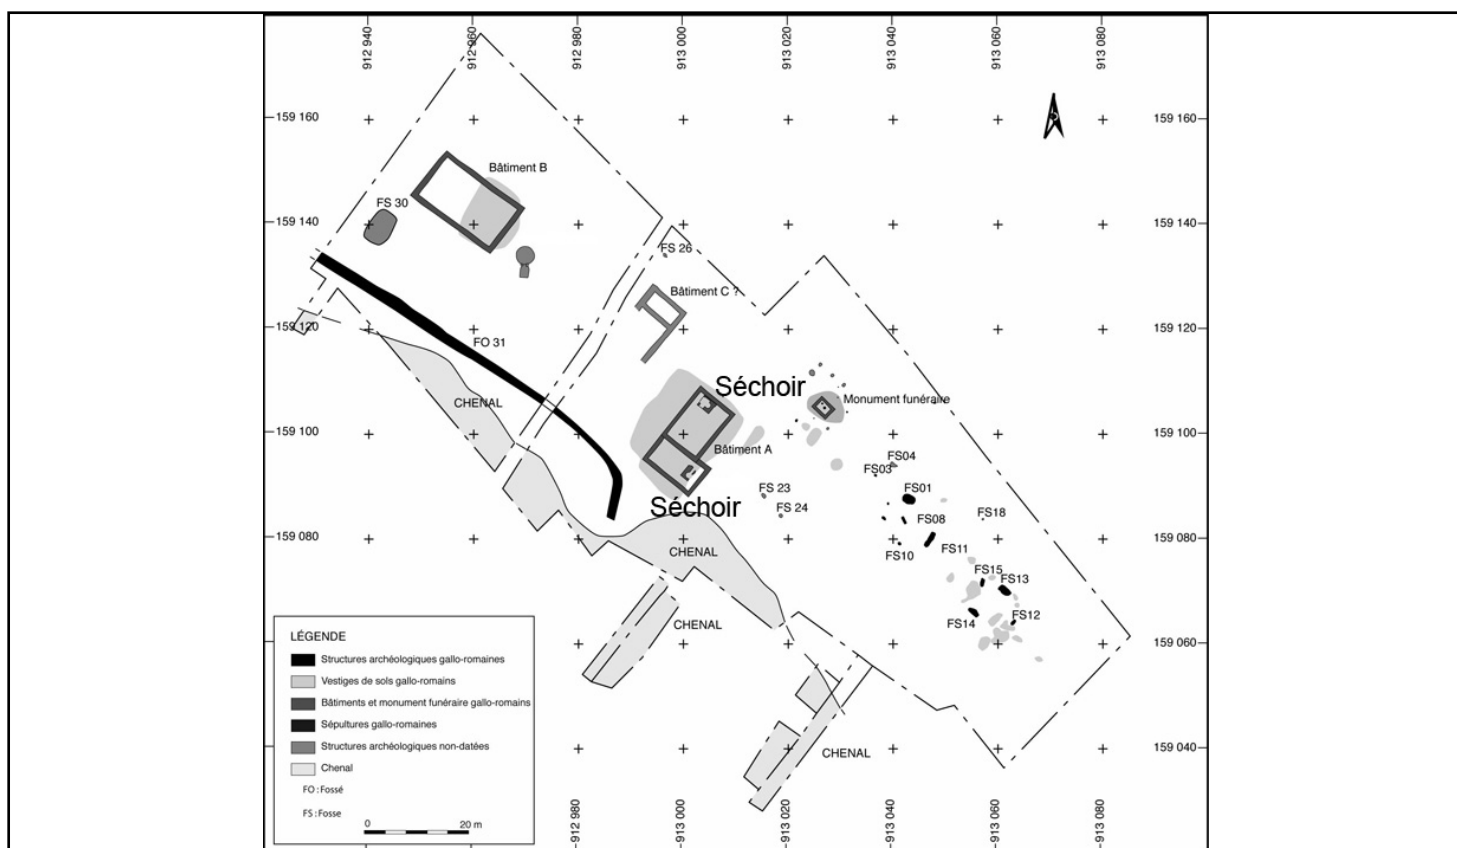 912 940
912 960
912 980
913 000
913 020
913 040
913 060
913 080
159 160
159 160
Bâtiment B
FS 30
159 140
159 140
FS 26
Bâtiment C ?
159 120
159 120
FO 31
Séchoir
CHENAL
Monument funéraire
159 100
159 100
Bâtiment A
FS03
FS04
FS 23
FS01
Séchoir
FS 24
FS08
FS18
159 080
159 080
CHENAL
FS10
FS11
FS15
FS13
FS14
FS12
CHENAL
159 060
LÉGENDE
Structures archéologiques gallo-romaines
Vestiges de sols gallo-romains
Bâtiments et monument funéraire gallo-romains
Sépultures gallo-romaines
Structures archéologiques non-datées
Chenal
FO : Fossé
FS : Fosse
0 20 m
CHENAL
159 040
912 980
913 000
913 020
913 040
913 060
913 080